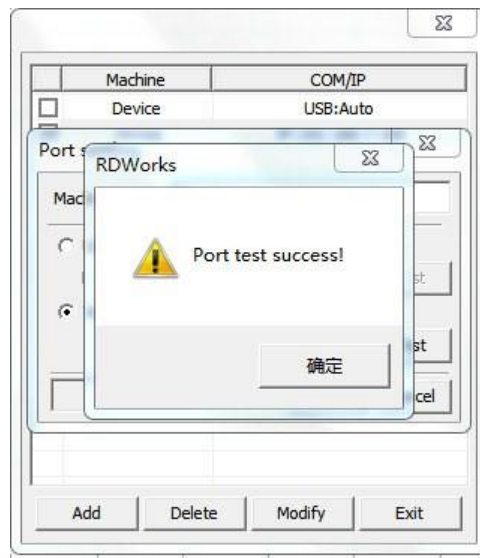 Machine COM/IP
Device USB:Auto
Port s
RDWorks
Mac
Port test success!
st
确定
st
cel
Add Delete Modify Exit